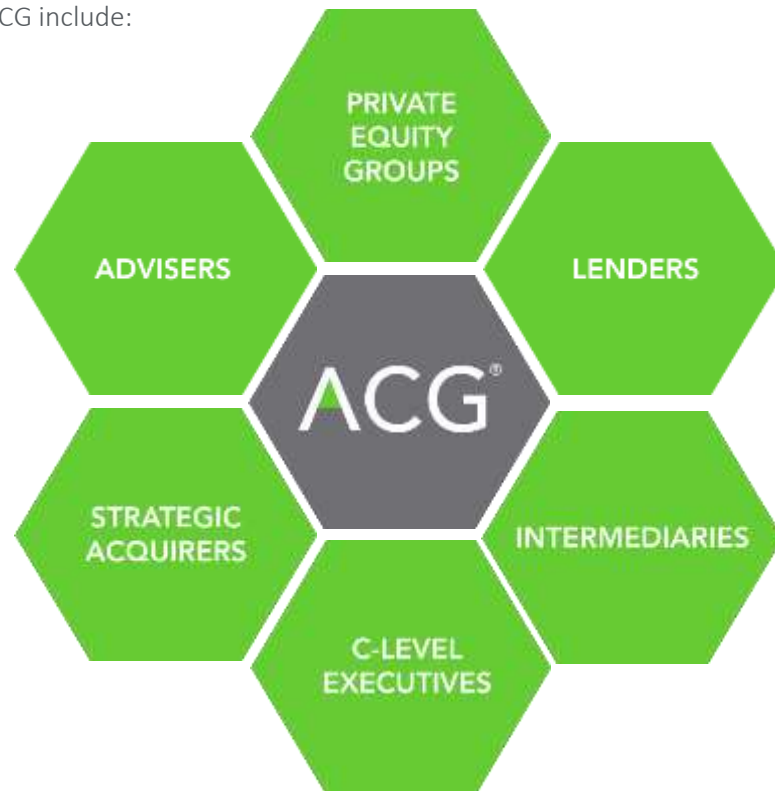 CG include:
PRIVATE
EQUITY
GROUPS
ADVISERS
LENDERS
ACG®
STRATEGIC
ACQUIRERS
INTERMEDIARIES
C-LEVEL
EXECUTIVES